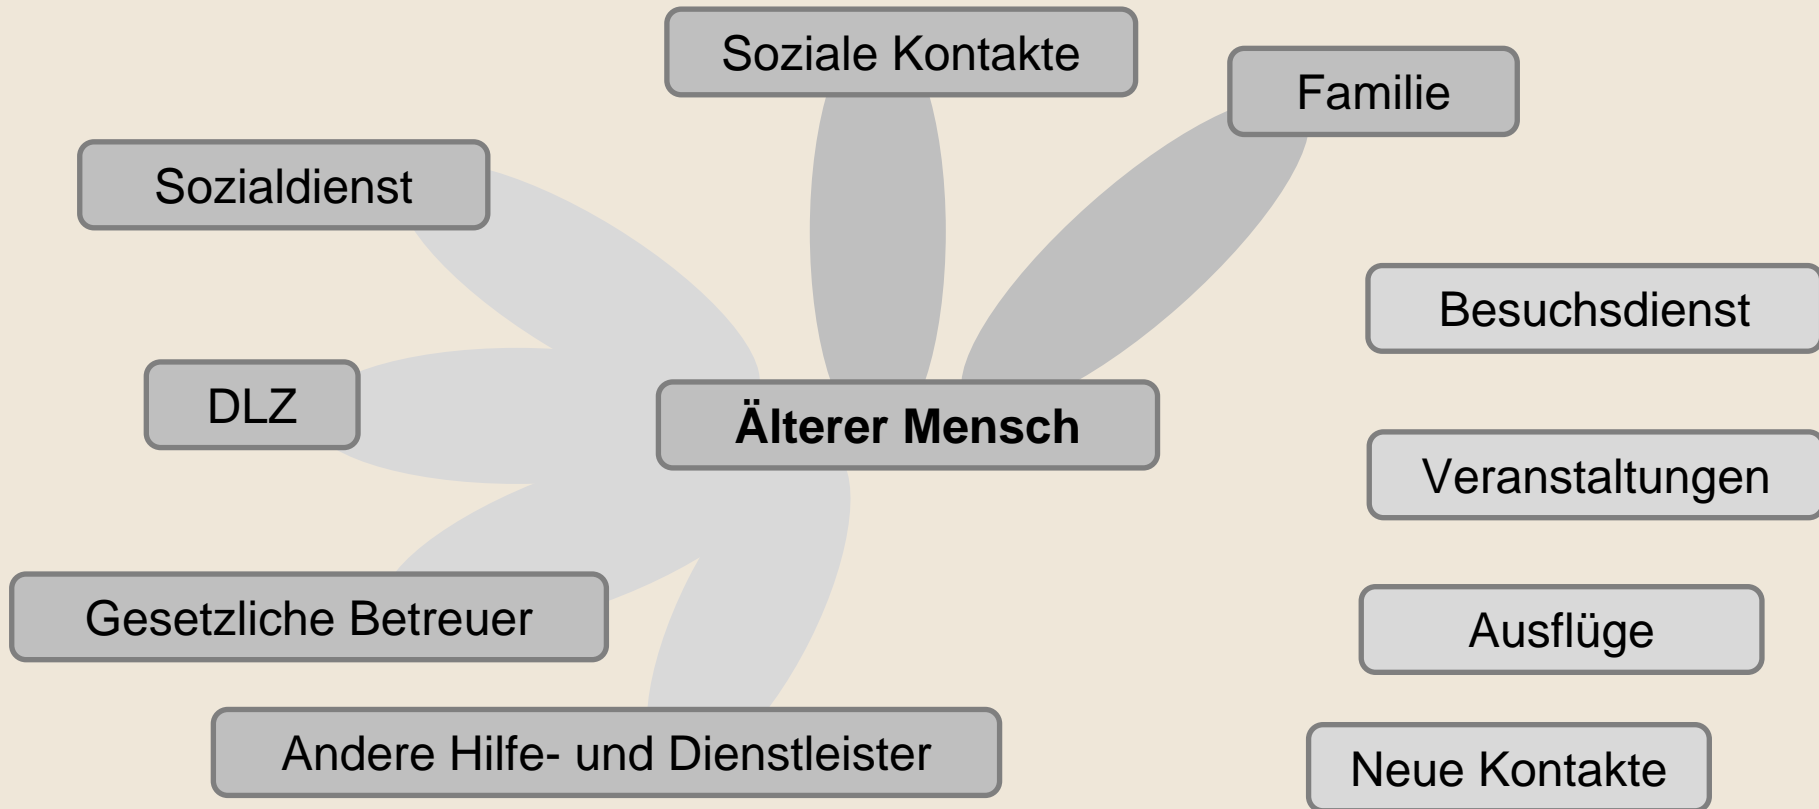 Soziale Kontakte
Familie
Sozialdienst
Besuchsdienst
DLZ
Älterer Mensch
Veranstaltungen
Gesetzliche Betreuer
Ausflüge
Andere Hilfe- und Dienstleister
Neue Kontakte